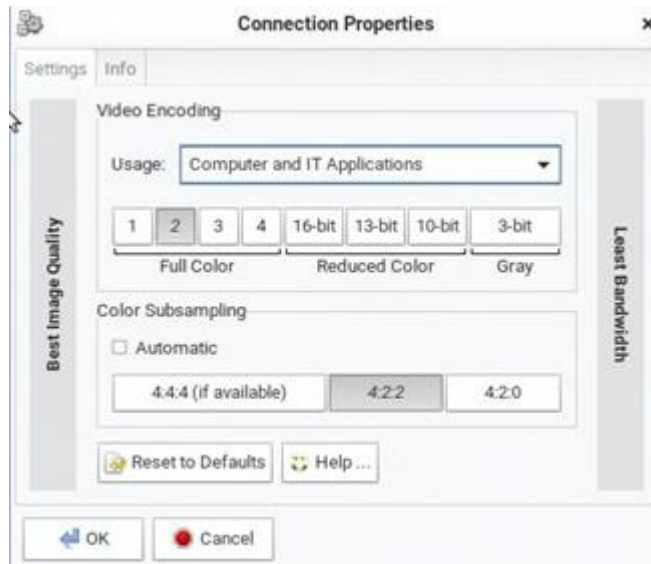 Connection Properties
Settings Info
Video Encoding
Usage: Computer and IT Applications
1 2 3 4 16-bit 13-bit 10-bit 3-bit
Full Color Reduced Color Gray
Best Image Quality
Least Bandwidth
Color Subsampling
Automatic
4:4:4 (if available) 4:2:2 4:2:0
Reset to Defaults Help ...
OK Cancel